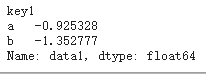 key1
a   -0.925328
b   -1.352777
Name: data1, dtype: float64